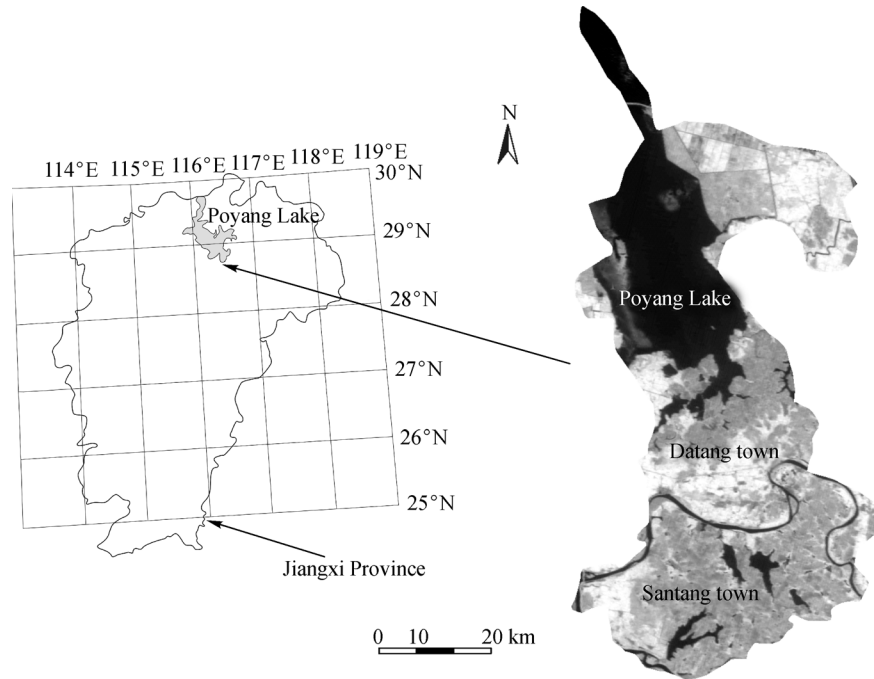 N
114°E 115°E 116°E 117°E 118°E 119°E
30°N
Poyang Lake
29°N
28°N
Poyang Lake
27°N
26°N
Datang town
25°N
Jiangxi Province
Santang town
0 10 20 km